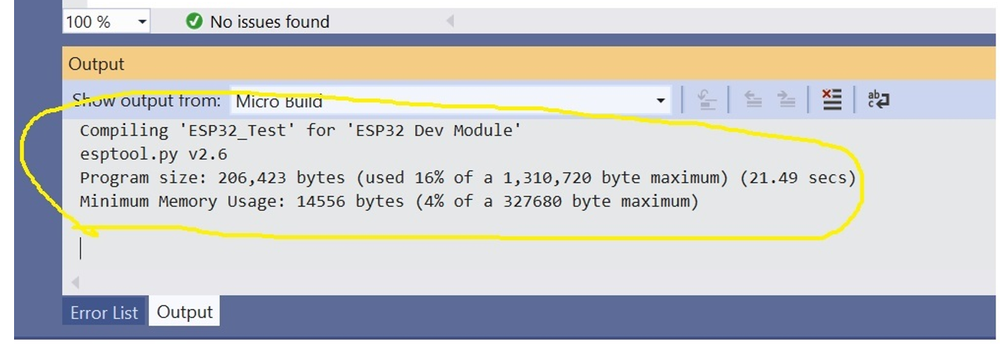 100 %
No issues found
Output
Show output from: Micro Build
Compiling 'ESP32_Test' for 'ESP32 Dev Module'
esptool.py v2.6
Program size: 206,423 bytes (used 16% of a 1,310,720 byte maximum) (21.49 secs)
Minimum Memory Usage: 14556 bytes (4% of a 327680 byte maximum)
Error List
Output